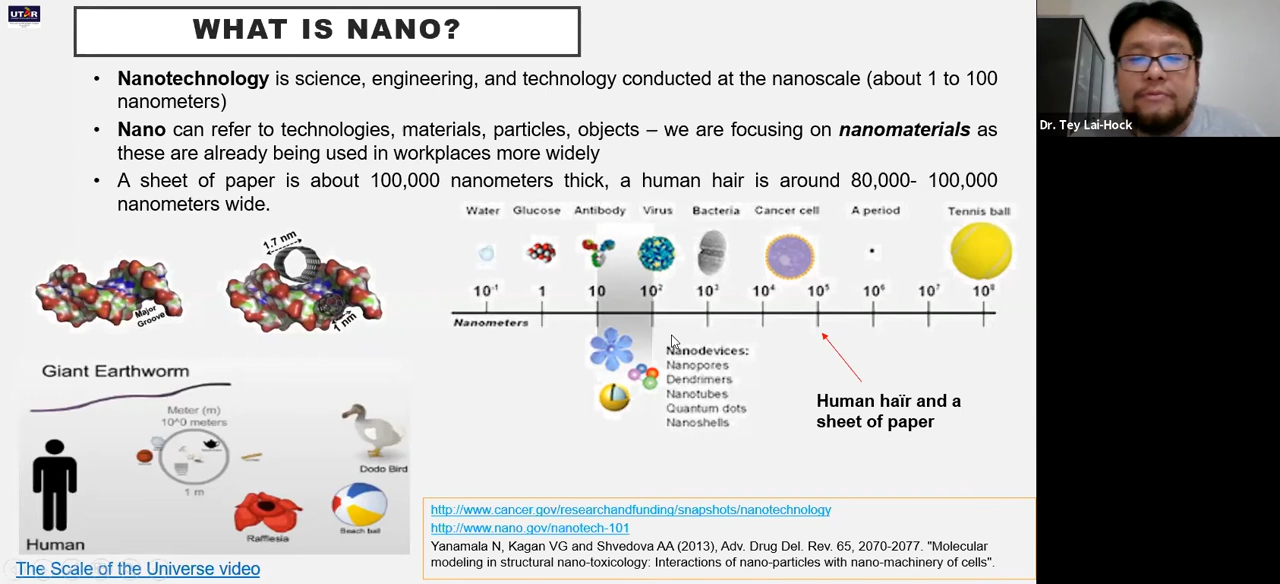 UTAR
WHAT IS NANO?
• Nanotechnology is science, engineering, and technology conducted at the nanoscale (about 1 to 100
nanometers)
• Nano can refer to technologies, materials, particles, objects – we are focusing on nanomaterials as
these are already being used in workplaces more widely
• A sheet of paper is about 100,000 nanometers thick, a human hair is around 80,000- 100,000
nanometers wide.
Dr. Tey Lai-Hock
Water Glucose Antibody Virus Bacteria Cancer cell A period Tennis ball
10⁻¹ 1 10 10² 10³ 10⁴ 10⁵ 10⁶ 10⁷ 10⁸
Nanometers
Major
Groove
1.7 nm
1 nm
Nanodevices:
Nanopores
Dendrimers
Nanotubes
Quantum dots
Nanoshells
Human haïr and a
sheet of paper
Giant Earthworm
Meter (m)
10^0 meters
1 m
Dodo Bird
Rafflesia
Beach ball
Human
The Scale of the Universe video
http://www.cancer.gov/researchandfunding/snapshots/nanotechnology
http://www.nano.gov/nanotech-101
Yanamala N, Kagan VG and Shvedova AA (2013), Adv. Drug Del. Rev. 65, 2070-2077. "Molecular
modeling in structural nano-toxicology: Interactions of nano-particles with nano-machinery of cells".